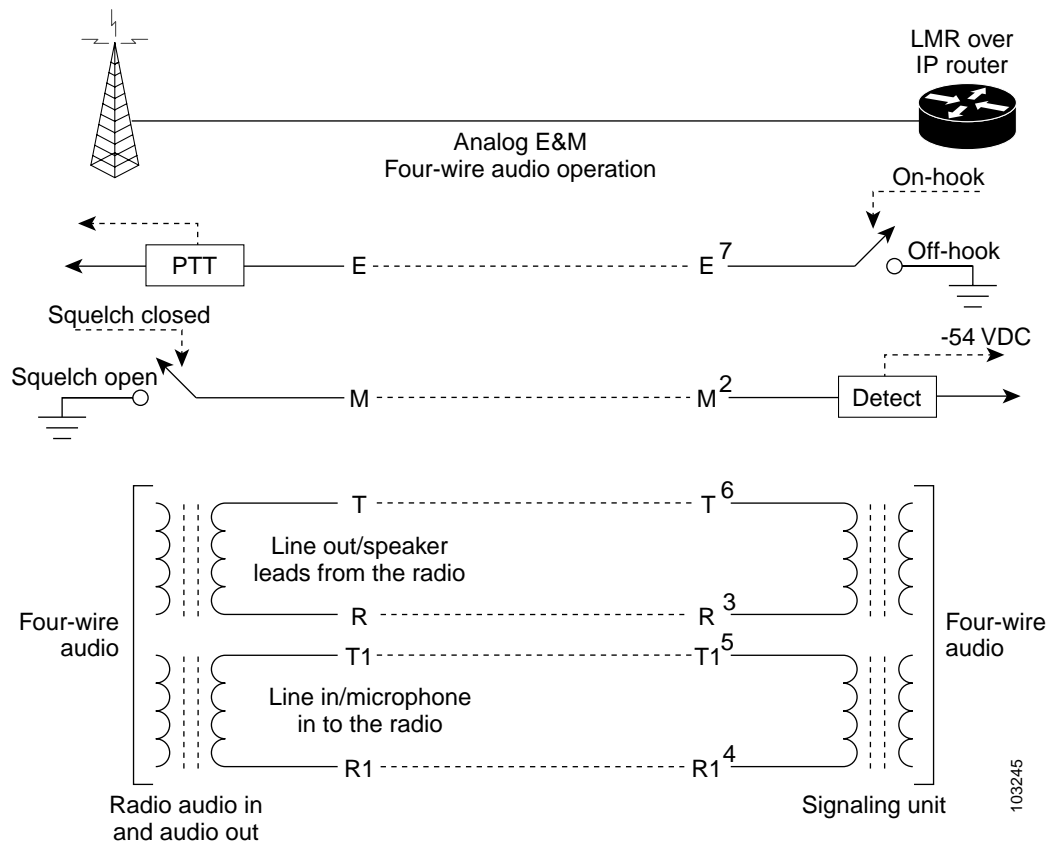 LMR over
IP router
Analog E&M
Four-wire audio operation
On-hook
PTT
E
E 7
Off-hook
Squelch closed
-54 VDC
Squelch open
M
M 2
Detect
T
T 6
Line out/speaker
leads from the radio
R
R 3
Four-wire
audio
Four-wire
audio
T1
T1 5
Line in/microphone
in to the radio
R1
R1 4
Radio audio in
and audio out
Signaling unit
103245